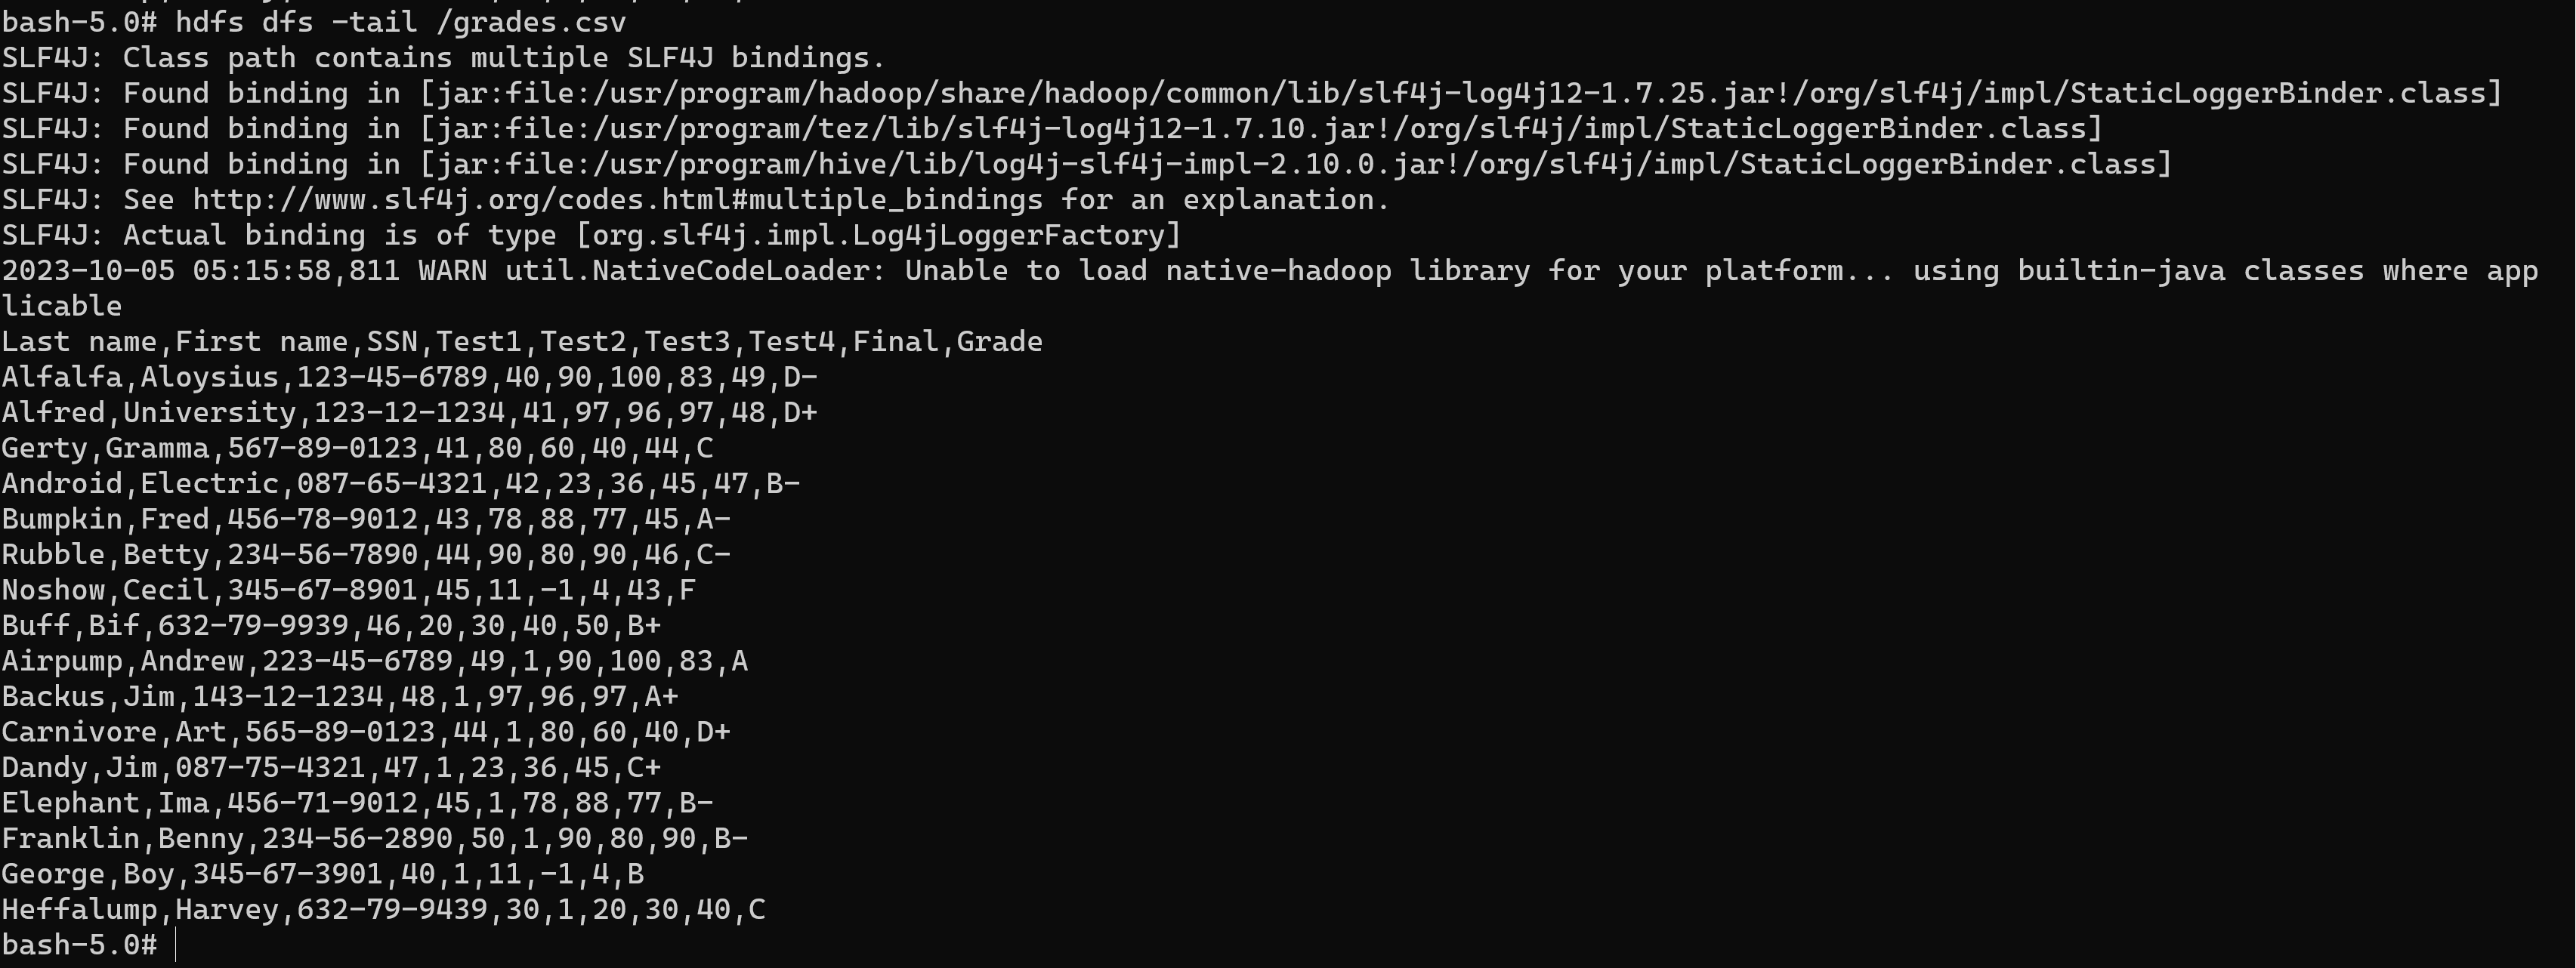 bash-5.0# hdfs dfs -tail /grades.csv
SLF4J: Class path contains multiple SLF4J bindings.
SLF4J: Found binding in [jar:file:/usr/program/hadoop/share/hadoop/common/lib/slf4j-log4j12-1.7.25.jar!/org/slf4j/impl/StaticLoggerBinder.class]
SLF4J: Found binding in [jar:file:/usr/program/tez/lib/slf4j-log4j12-1.7.10.jar!/org/slf4j/impl/StaticLoggerBinder.class]
SLF4J: Found binding in [jar:file:/usr/program/hive/lib/log4j-slf4j-impl-2.10.0.jar!/org/slf4j/impl/StaticLoggerBinder.class]
SLF4J: See http://www.slf4j.org/codes.html#multiple_bindings for an explanation.
SLF4J: Actual binding is of type [org.slf4j.impl.Log4jLoggerFactory]
2023-10-05 05:15:58,811 WARN util.NativeCodeLoader: Unable to load native-hadoop library for your platform... using builtin-java classes where app
licable
Last name,First name,SSN,Test1,Test2,Test3,Test4,Final,Grade
Alfalfa,Aloysius,123-45-6789,40,90,100,83,49,D-
Alfred,University,123-12-1234,41,97,96,97,48,D+
Gerty,Gramma,567-89-0123,41,80,60,40,44,C
Android,Electric,087-65-4321,42,23,36,45,47,B-
Bumpkin,Fred,456-78-9012,43,78,88,77,45,A-
Rubble,Betty,234-56-7890,44,90,80,90,46,C-
Noshow,Cecil,345-67-8901,45,11,-1,4,43,F
Buff,Bif,632-79-9939,46,20,30,40,50,B+
Airpump,Andrew,223-45-6789,49,1,90,100,83,A
Backus,Jim,143-12-1234,48,1,97,96,97,A+
Carnivore,Art,565-89-0123,44,1,80,60,40,D+
Dandy,Jim,087-75-4321,47,1,23,36,45,C+
Elephant,Ima,456-71-9012,45,1,78,88,77,B-
Franklin,Benny,234-56-2890,50,1,90,80,90,B-
George,Boy,345-67-3901,40,1,11,-1,4,B
Heffalump,Harvey,632-79-9439,30,1,20,30,40,C
bash-5.0#